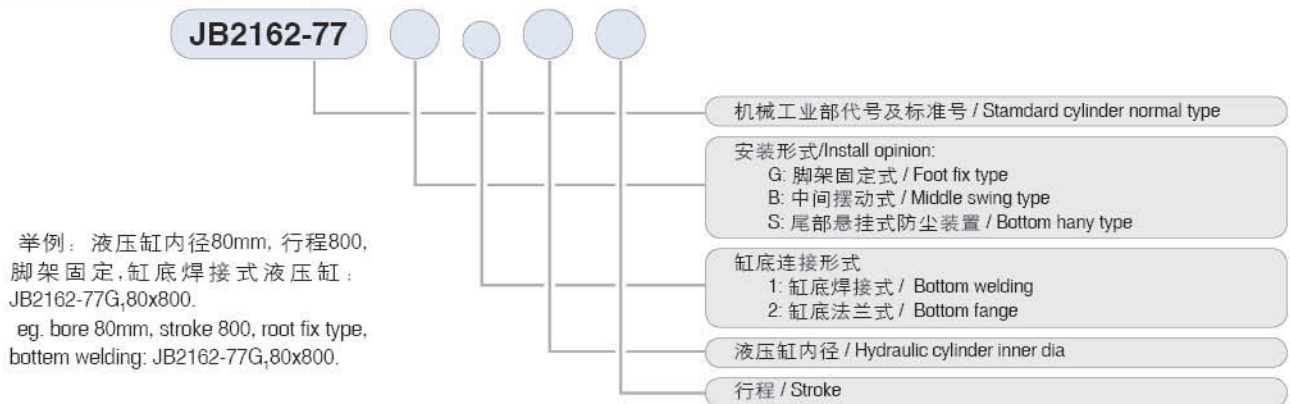 JB2162-77
机械工业部代号及标准号 / Stamdard cylinder normal type
安装形式/Install opinion:
G: 脚架固定式 / Foot fix type
B: 中间摆动式 / Middle swing type
S: 尾部悬挂式防尘装置 / Bottom hany type
缸底连接形式
1: 缸底焊接式 / Bottom welding
2: 缸底法兰式 / Bottom fange
液压缸内径 / Hydraulic cylinder inner dia
行程 / Stroke
举例：液压缸内径80mm, 行程800,
脚架固定,缸底焊接式液压缸：
JB2162-77G₁80x800.
eg. bore 80mm, stroke 800, root fix type,
bottem welding: JB2162-77G₁80x800.